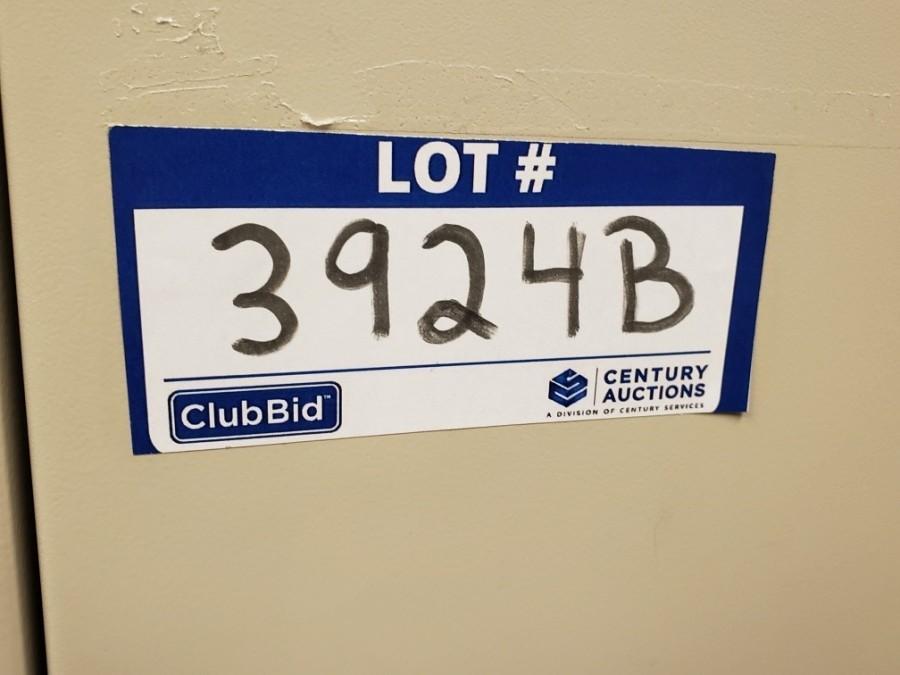 LOT #
3924B
ClubBid™
CENTURY
AUCTIONS
A DIVISION OF CENTURY SERVICES